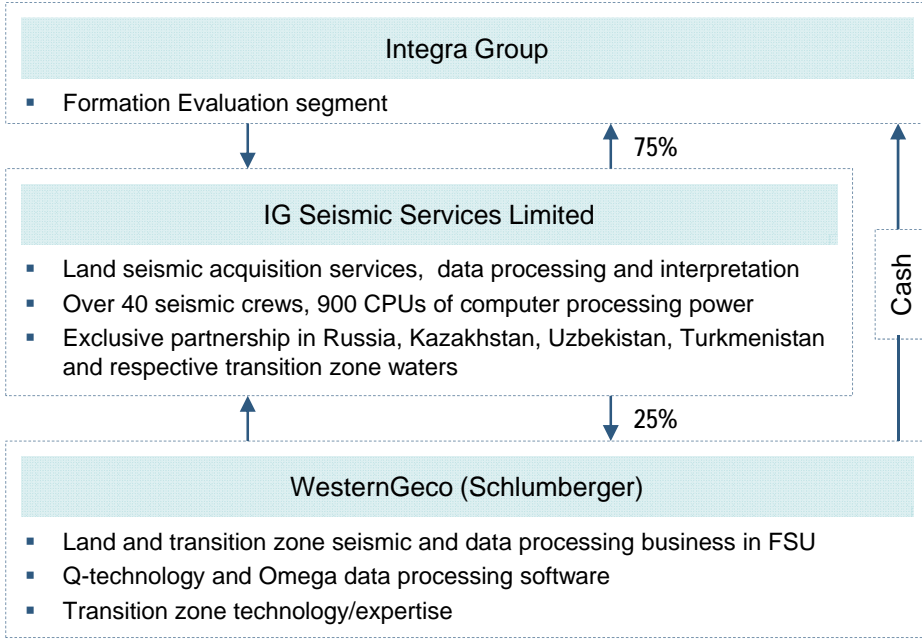 Integra Group
▪ Formation Evaluation segment
75%
IG Seismic Services Limited
▪ Land seismic acquisition services, data processing and interpretation
▪ Over 40 seismic crews, 900 CPUs of computer processing power
▪ Exclusive partnership in Russia, Kazakhstan, Uzbekistan, Turkmenistan
and respective transition zone waters
Cash
25%
WesternGeco (Schlumberger)
▪ Land and transition zone seismic and data processing business in FSU
▪ Q-technology and Omega data processing software
▪ Transition zone technology/expertise